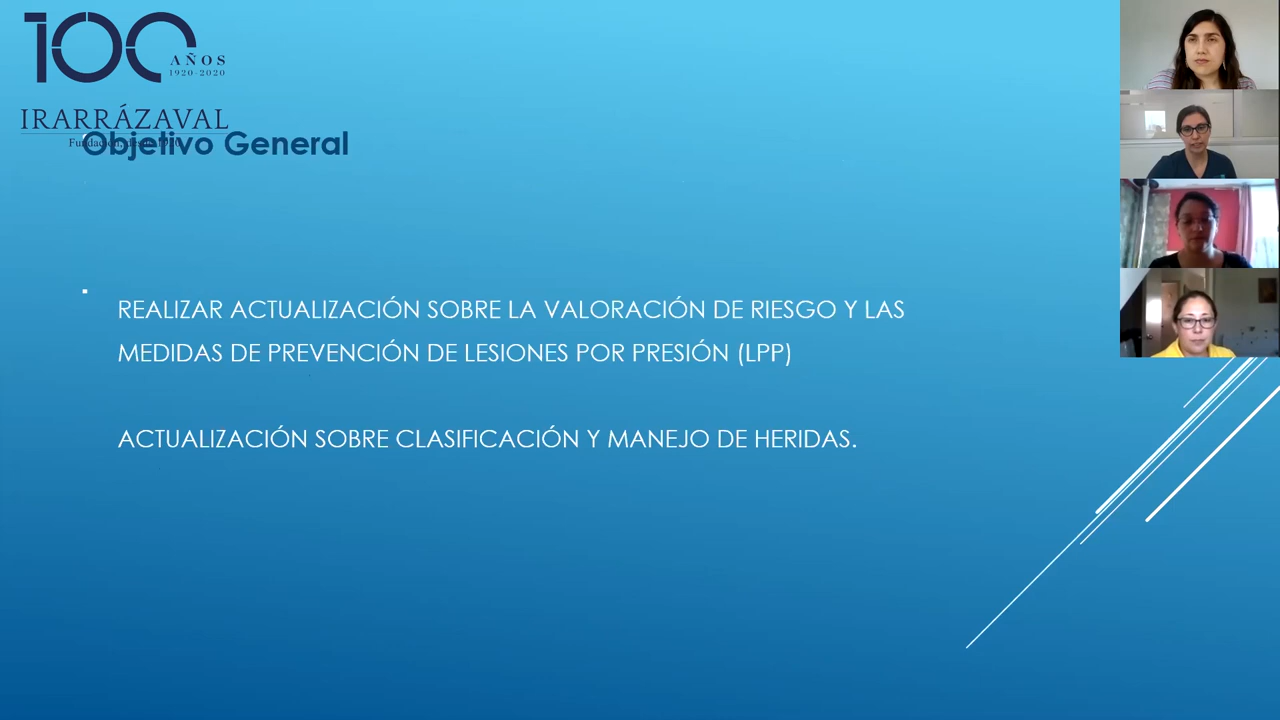 100
AÑOS
1920-2020
IRARRÁZAVAL
Objetivo General
REALIZAR ACTUALIZACIÓN SOBRE LA VALORACIÓN DE RIESGO Y LAS
MEDIDAS DE PREVENCIÓN DE LESIONES POR PRESIÓN (LPP)
ACTUALIZACIÓN SOBRE CLASIFICACIÓN Y MANEJO DE HERIDAS.